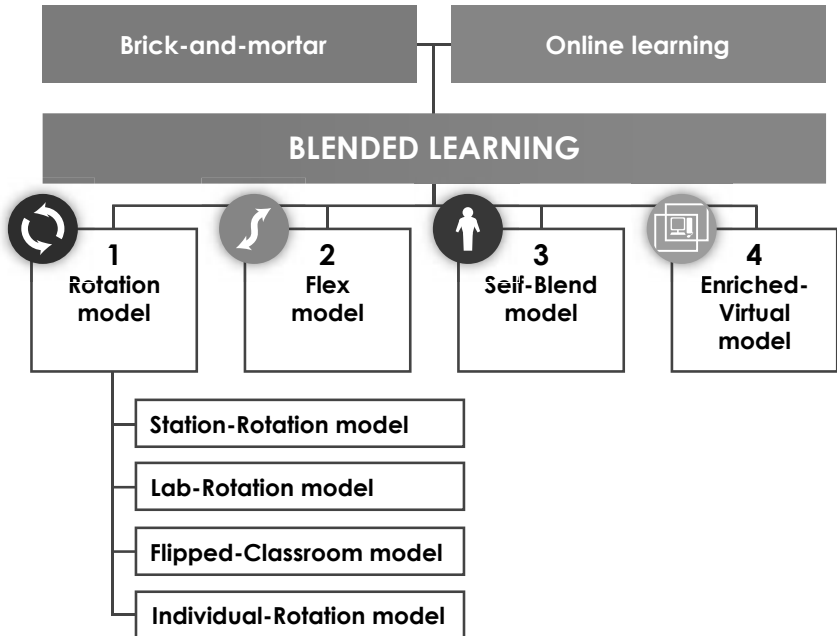 Brick-and-mortar
Online learning
BLENDED LEARNING
1
Rotation
model
2
Flex
model
3
Self-Blend
model
4
Enriched-
Virtual
model
Station-Rotation model
Lab-Rotation model
Flipped-Classroom model
Individual-Rotation model